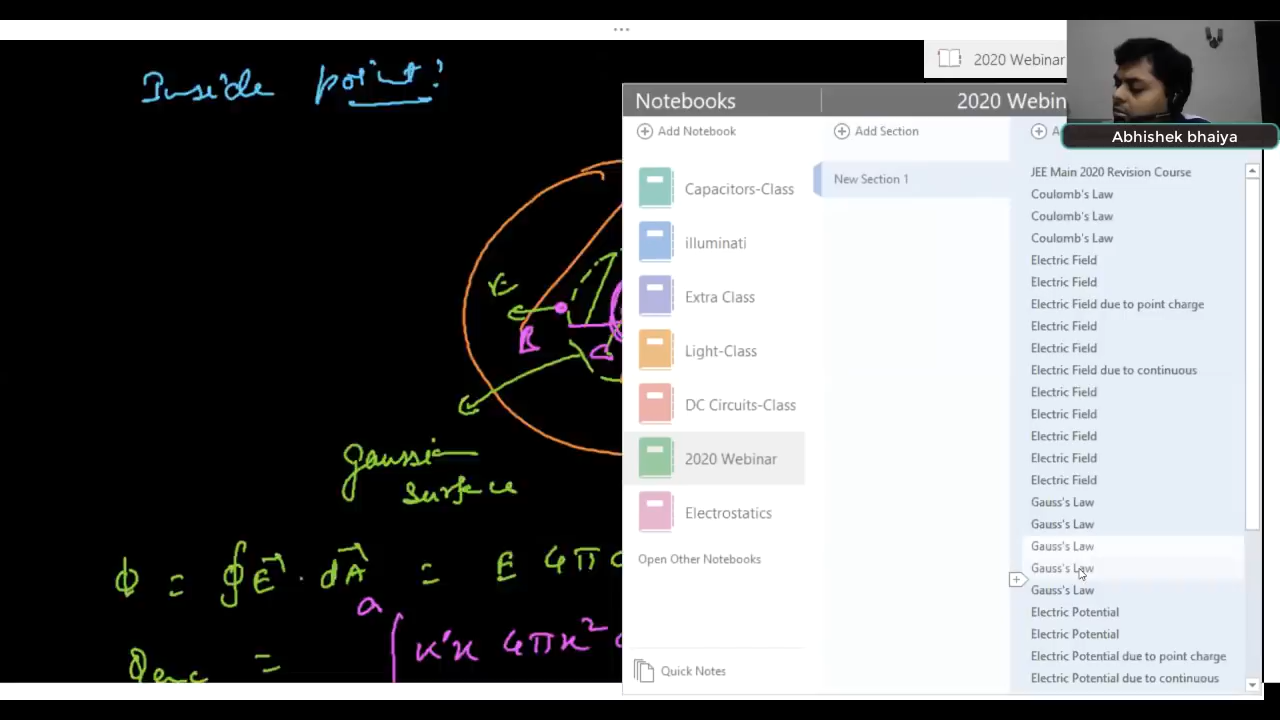 Inside point:
2020 Webinar
Abhishek bhaiya
Notebooks
2020 Webin
Add Notebook
Add Section
A
Capacitors-Class
illuminati
Extra Class
Light-Class
DC Circuits-Class
2020 Webinar
Electrostatics
Open Other Notebooks
Quick Notes
New Section 1
JEE Main 2020 Revision Course
Coulomb's Law
Coulomb's Law
Coulomb's Law
Electric Field
Electric Field
Electric Field due to point charge
Electric Field
Electric Field
Electric Field due to continuous
Electric Field
Electric Field
Electric Field
Electric Field
Electric Field
Gauss's Law
Gauss's Law
Gauss's Law
Gauss's Law
Gauss's Law
Electric Potential
Electric Potential
Electric Potential due to point charge
Electric Potential due to continuous
E
gaussian
surface
ϕ = ∮E⃗ · dA⃗ = E 4π
Qenc = ∫ 4πx²
a